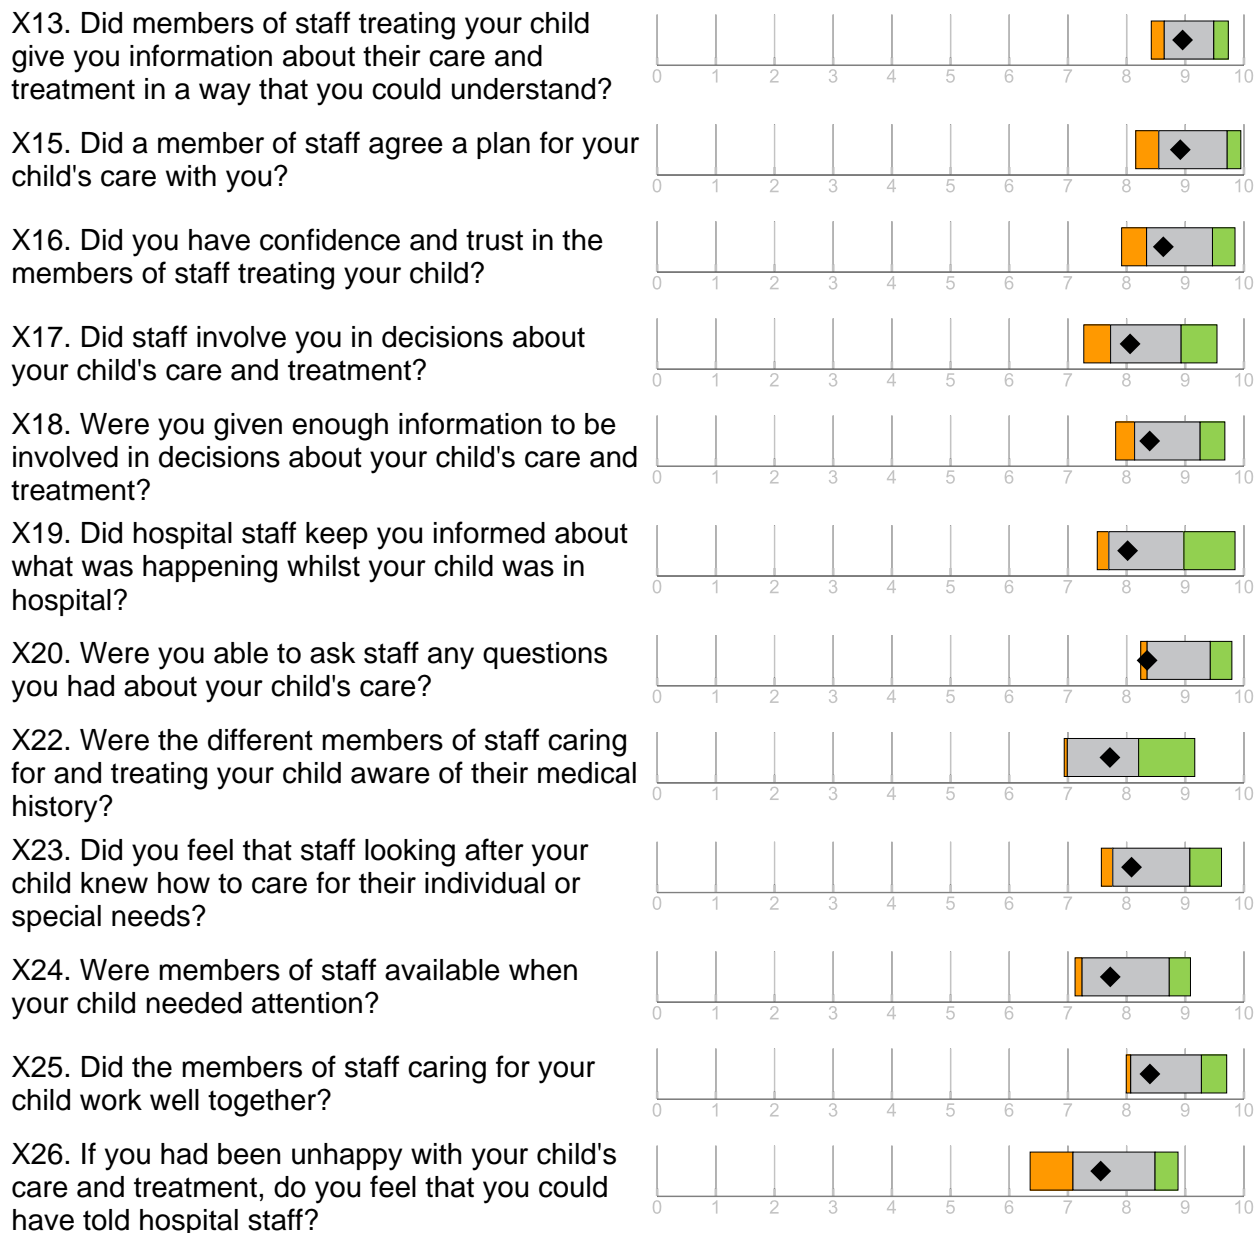 X13. Did members of staff treating your child
give you information about their care and
treatment in a way that you could understand?
0 1 2 3 4 5 6 7 8 9 10
X15. Did a member of staff agree a plan for your
child's care with you?
0 1 2 3 4 5 6 7 8 9 10
X16. Did you have confidence and trust in the
members of staff treating your child?
0 1 2 3 4 5 6 7 8 9 10
X17. Did staff involve you in decisions about
your child's care and treatment?
0 1 2 3 4 5 6 7 8 9 10
X18. Were you given enough information to be
involved in decisions about your child's care and
treatment?
0 1 2 3 4 5 6 7 8 9 10
X19. Did hospital staff keep you informed about
what was happening whilst your child was in
hospital?
0 1 2 3 4 5 6 7 8 9 10
X20. Were you able to ask staff any questions
you had about your child's care?
0 1 2 3 4 5 6 7 8 9 10
X22. Were the different members of staff caring
for and treating your child aware of their medical
history?
0 1 2 3 4 5 6 7 8 9 10
X23. Did you feel that staff looking after your
child knew how to care for their individual or
special needs?
0 1 2 3 4 5 6 7 8 9 10
X24. Were members of staff available when
your child needed attention?
0 1 2 3 4 5 6 7 8 9 10
X25. Did the members of staff caring for your
child work well together?
0 1 2 3 4 5 6 7 8 9 10
X26. If you had been unhappy with your child's
care and treatment, do you feel that you could
have told hospital staff?
0 1 2 3 4 5 6 7 8 9 10